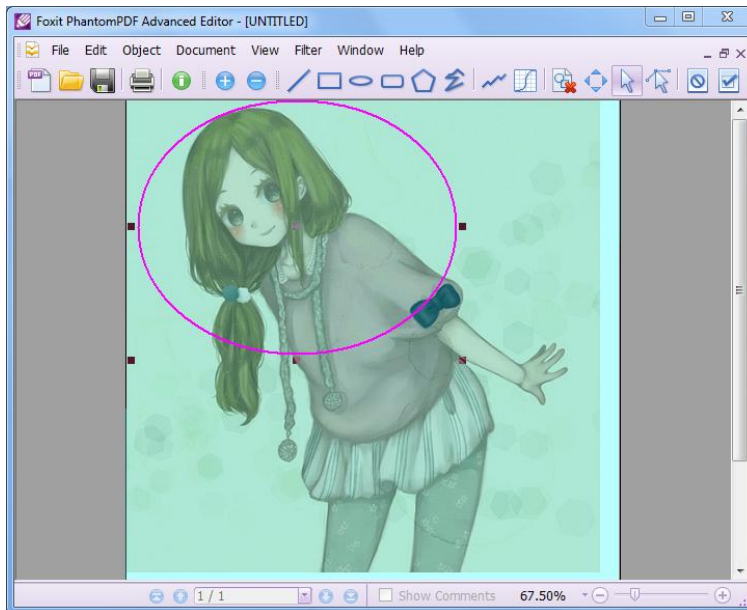 Foxit PhantomPDF Advanced Editor - [UNTITLED]
File Edit Object Document View Filter Window Help
PDF
1 / 1 Show Comments 67.50%